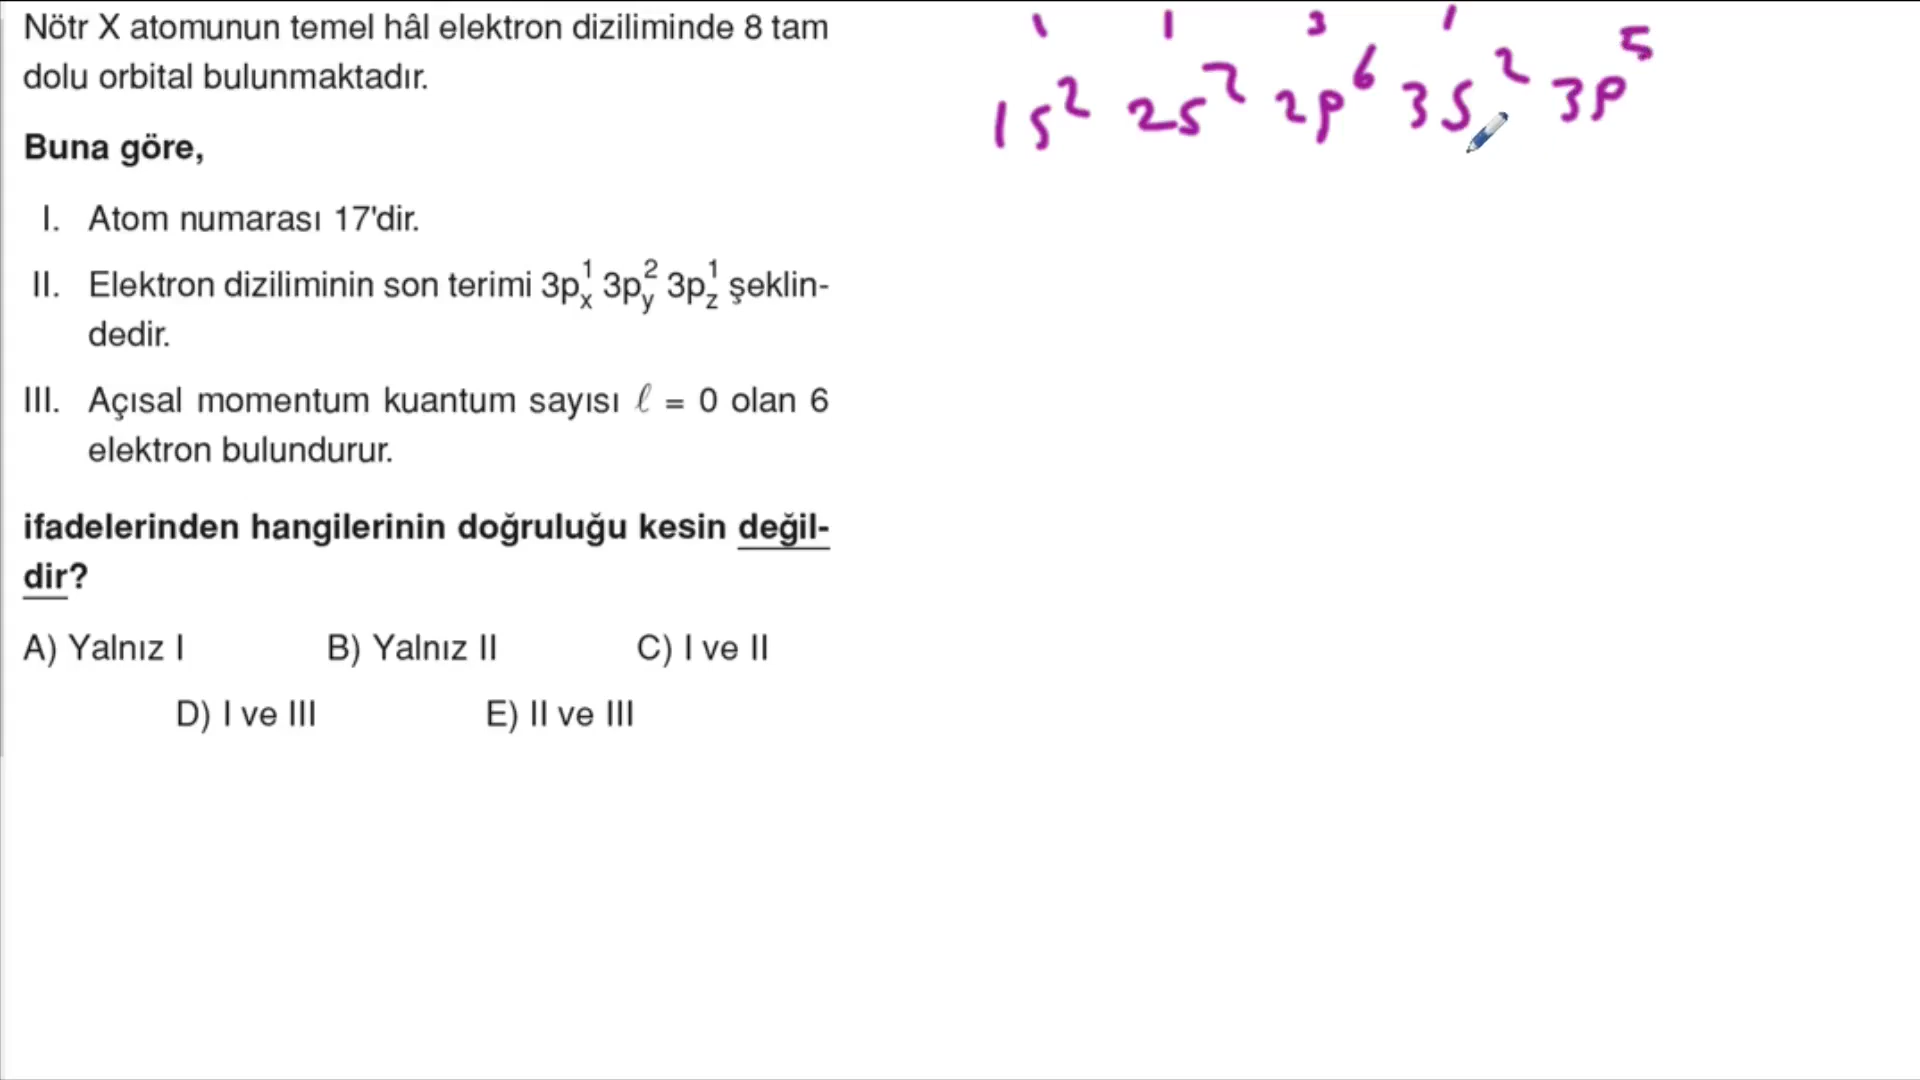 Nötr X atomunun temel hâl elektron diziliminde 8 tam
dolu orbital bulunmaktadır.
Buna göre,
I. Atom numarası 17'dir.
II. Elektron diziliminin son terimi 3pₓ¹ 3p_y² 3p_z¹ şeklin-
dedir.
III. Açısal momentum kuantum sayısı ℓ = 0 olan 6
elektron bulundurur.
ifadelerinden hangilerinin doğruluğu kesin değil-
dir?
A) Yalnız I B) Yalnız II C) I ve II
D) I ve III E) II ve III
1 1 3 1
1s² 2s² 2p⁶ 3s² 3p⁵